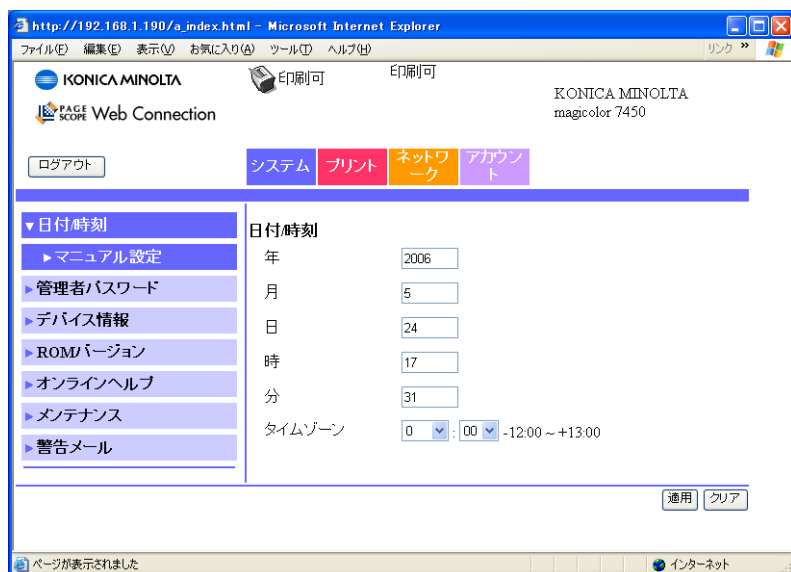 http://192.168.1.190/a_index.html - Microsoft Internet Explorer
ファイル(F) 編集(E) 表示(V) お気に入り(A) ツール(T) ヘルプ(H) リンク »
KONICA MINOLTA
印刷可
印刷可
KONICA MINOLTA
magicolor 7450
PAGE SCOPE Web Connection
ログアウト
システム
プリント
ネットワ
ーク
アカウン
ト
▼日付/時刻
▶マニュアル設定
▶管理者パスワード
▶デバイス情報
▶ROMバージョン
▶オンラインヘルプ
▶メンテナンス
▶警告メール
日付/時刻
年 2006
月 5
日 24
時 17
分 31
タイムゾーン 0 : 00 -12:00 ~ +13:00
適用 クリア
ページが表示されました インターネット